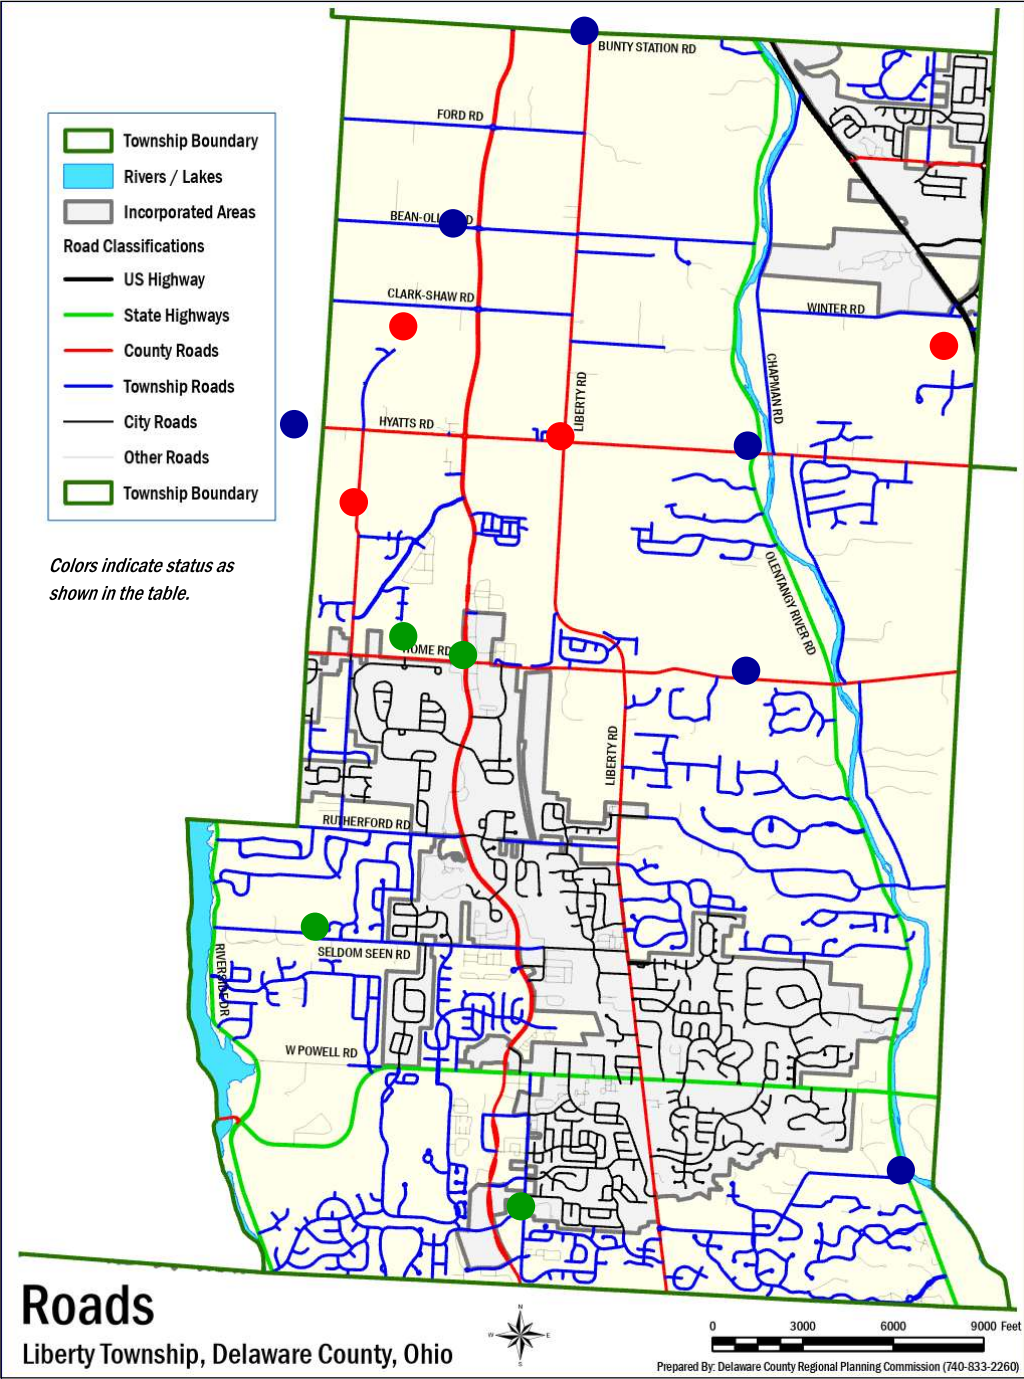 BUNTY STATION RD
FORD RD
Township Boundary
Rivers / Lakes
Incorporated Areas
Road Classifications
US Highway
State Highways
County Roads
Township Roads
City Roads
Other Roads
Township Boundary
CLARK-SHAW RD
WINTER RD
CHAPMAN RD
LIBERTY RD
HYATTS RD
Colors indicate status as
shown in the table.
OLENTANGY RIVER RD
HOME RD
LIBERTY RD
RUTHERFORD RD
SELDOM SEEN RD
RIVERSIDE DR
W POWELL RD
Roads
Liberty Township, Delaware County, Ohio
N
W E
S
0 3000 6000 9000 Feet
Prepared By: Delaware County Regional Planning Commission (740-833-2260)